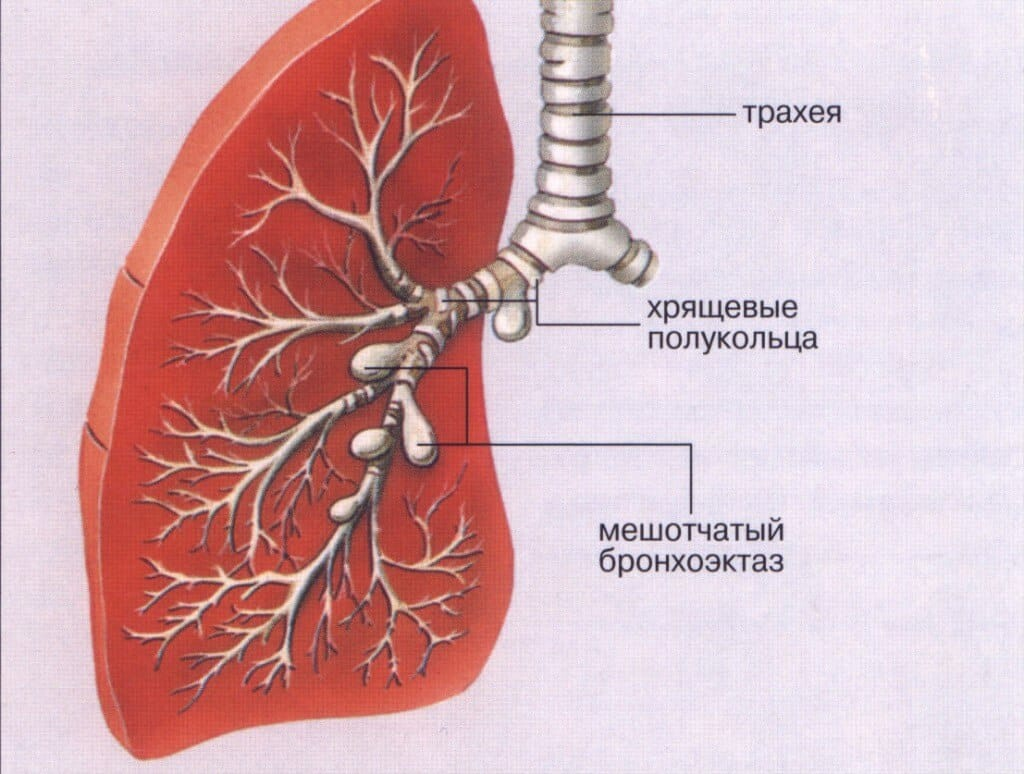 трахея
хрящевые
полукольца
мешотчатый
бронхоэктаз